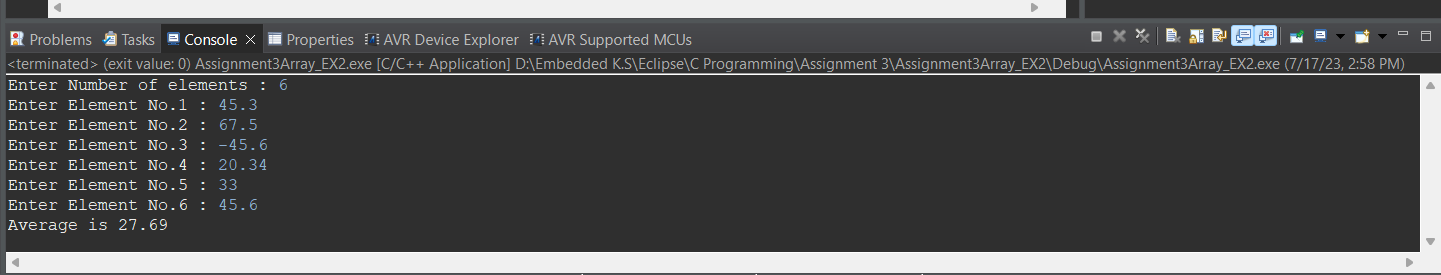 Problems Tasks Console Properties AVR Device Explorer AVR Supported MCUs
<terminated> (exit value: 0) Assignment3Array_EX2.exe [C/C++ Application] D:\Embedded K.S\Eclipse\C Programming\Assignment 3\Assignment3Array_EX2\Debug\Assignment3Array_EX2.exe (7/17/23, 2:58 PM)
Enter Number of elements : 6
Enter Element No.1 : 45.3
Enter Element No.2 : 67.5
Enter Element No.3 : -45.6
Enter Element No.4 : 20.34
Enter Element No.5 : 33
Enter Element No.6 : 45.6
Average is 27.69